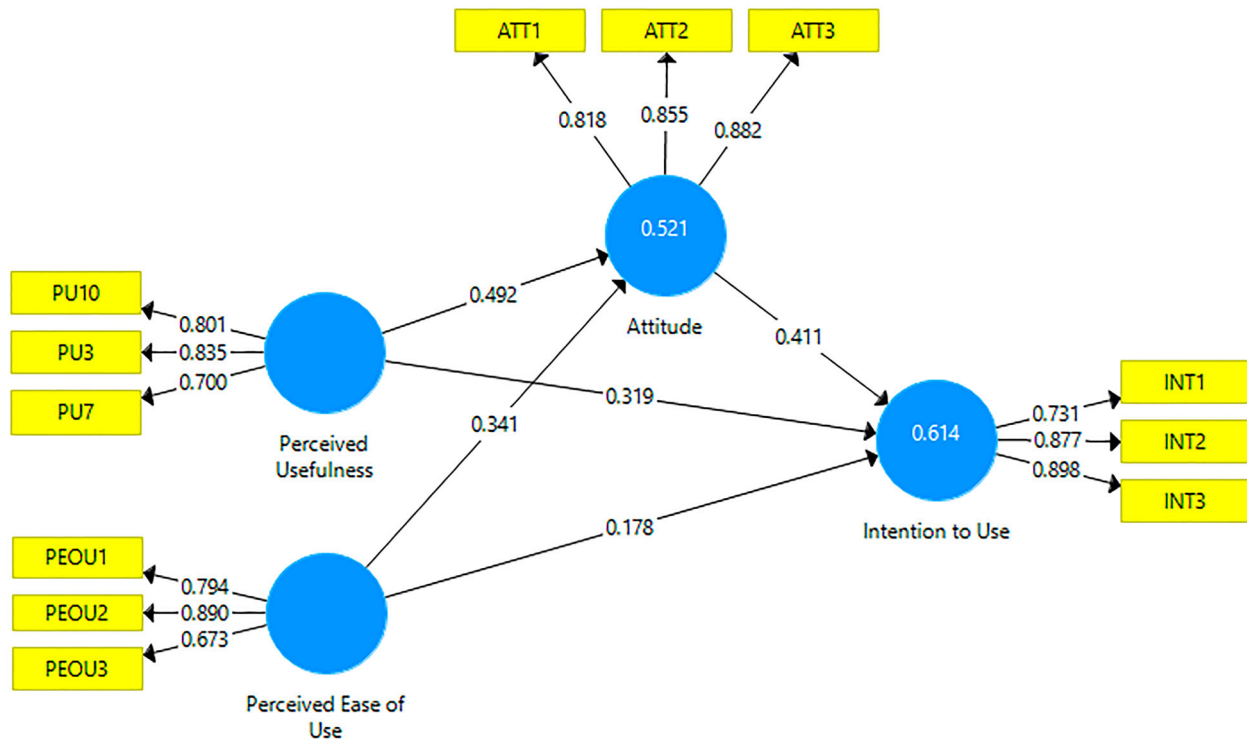 ATT1
ATT2
ATT3
0.818
0.855
0.882
0.521
Attitude
PU10
PU3
PU7
0.801
0.835
0.700
Perceived
Usefulness
0.492
0.411
0.319
0.341
0.178
0.614
Intention to Use
INT1
INT2
INT3
0.731
0.877
0.898
PEOU1
PEOU2
PEOU3
0.794
0.890
0.673
Perceived Ease of
Use